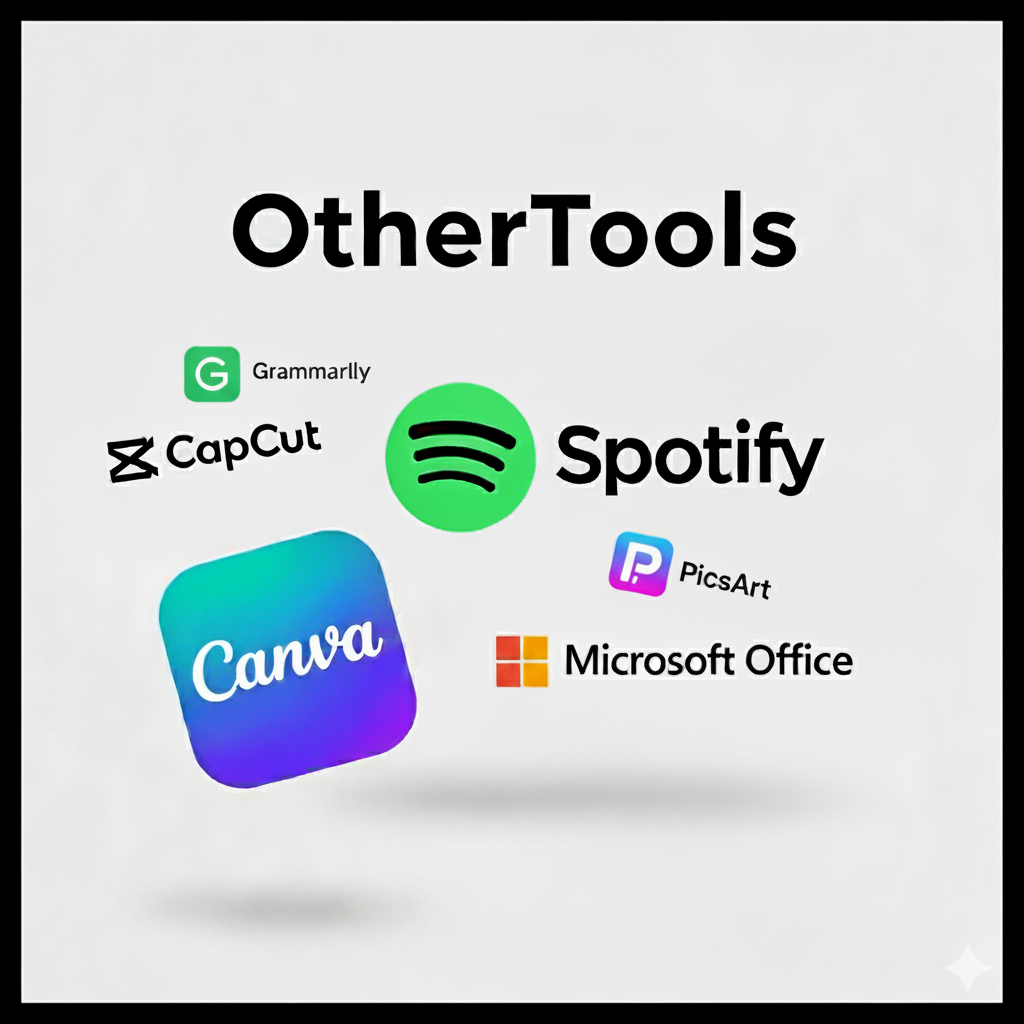 OtherTools
G Grammarlly
CapCut
Spotify
Canva
P PicsArt
Microsoft Office